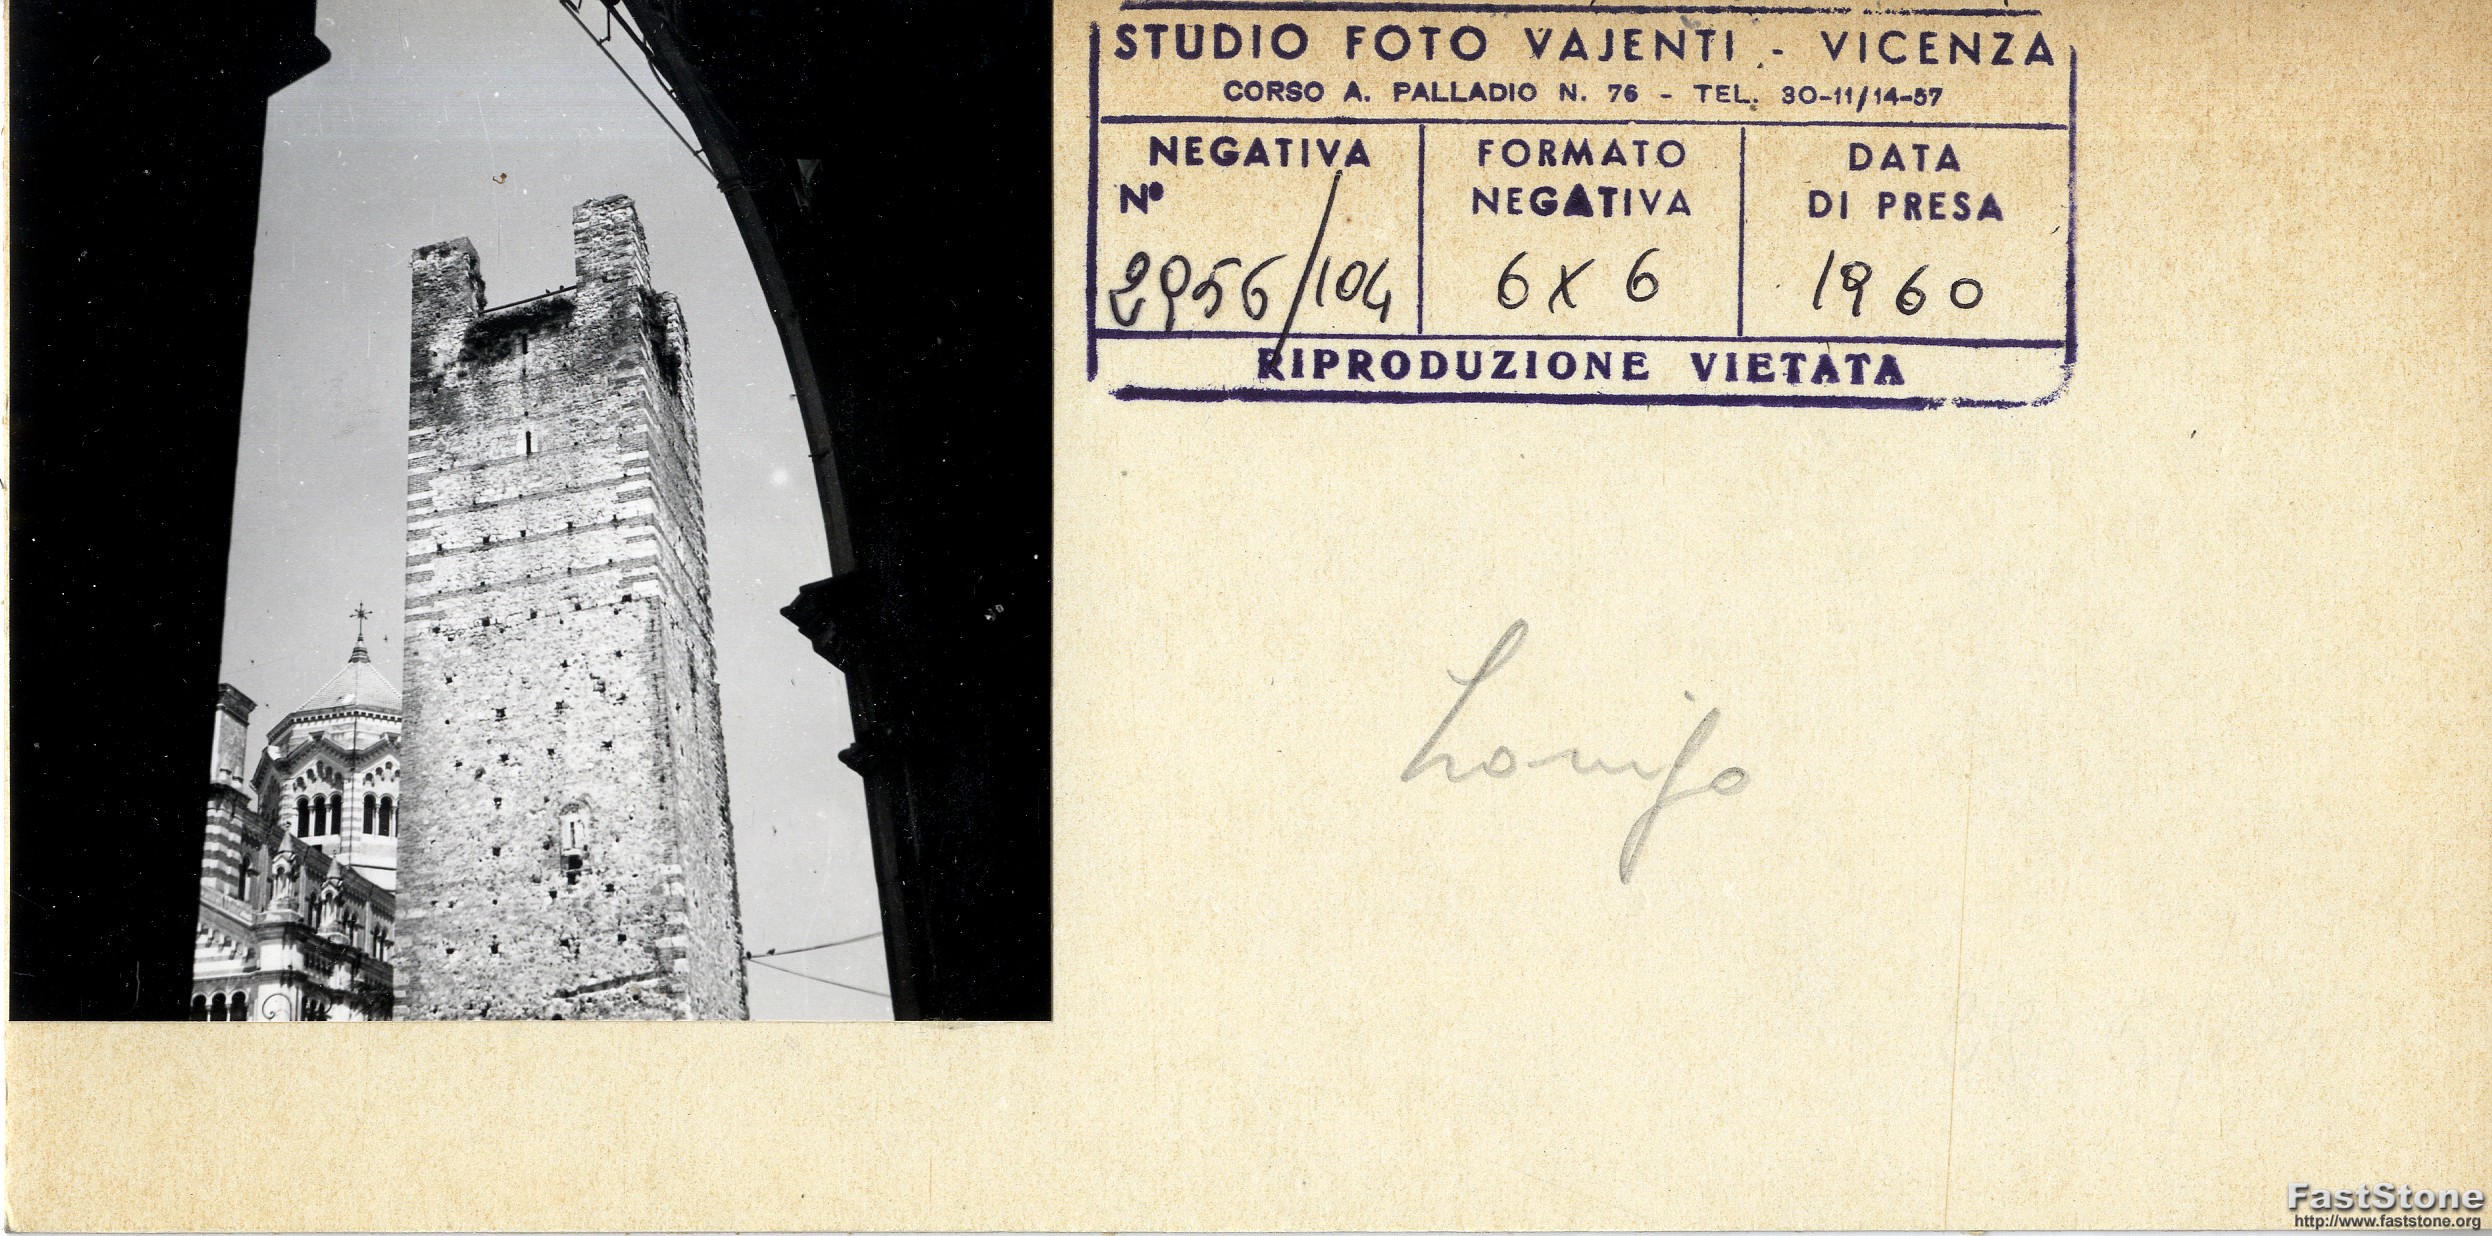 STUDIO FOTO VAJENTI - VICENZA
CORSO A. PALLADIO N. 76 - TEL. 30-11/14-57
NEGATIVA
Nº
2956/104
FORMATO
NEGATIVA
6 x 6
DATA
DI PRESA
1960
RIPRODUZIONE VIETATA
Lonigo
FastStone
http://www.faststone.org